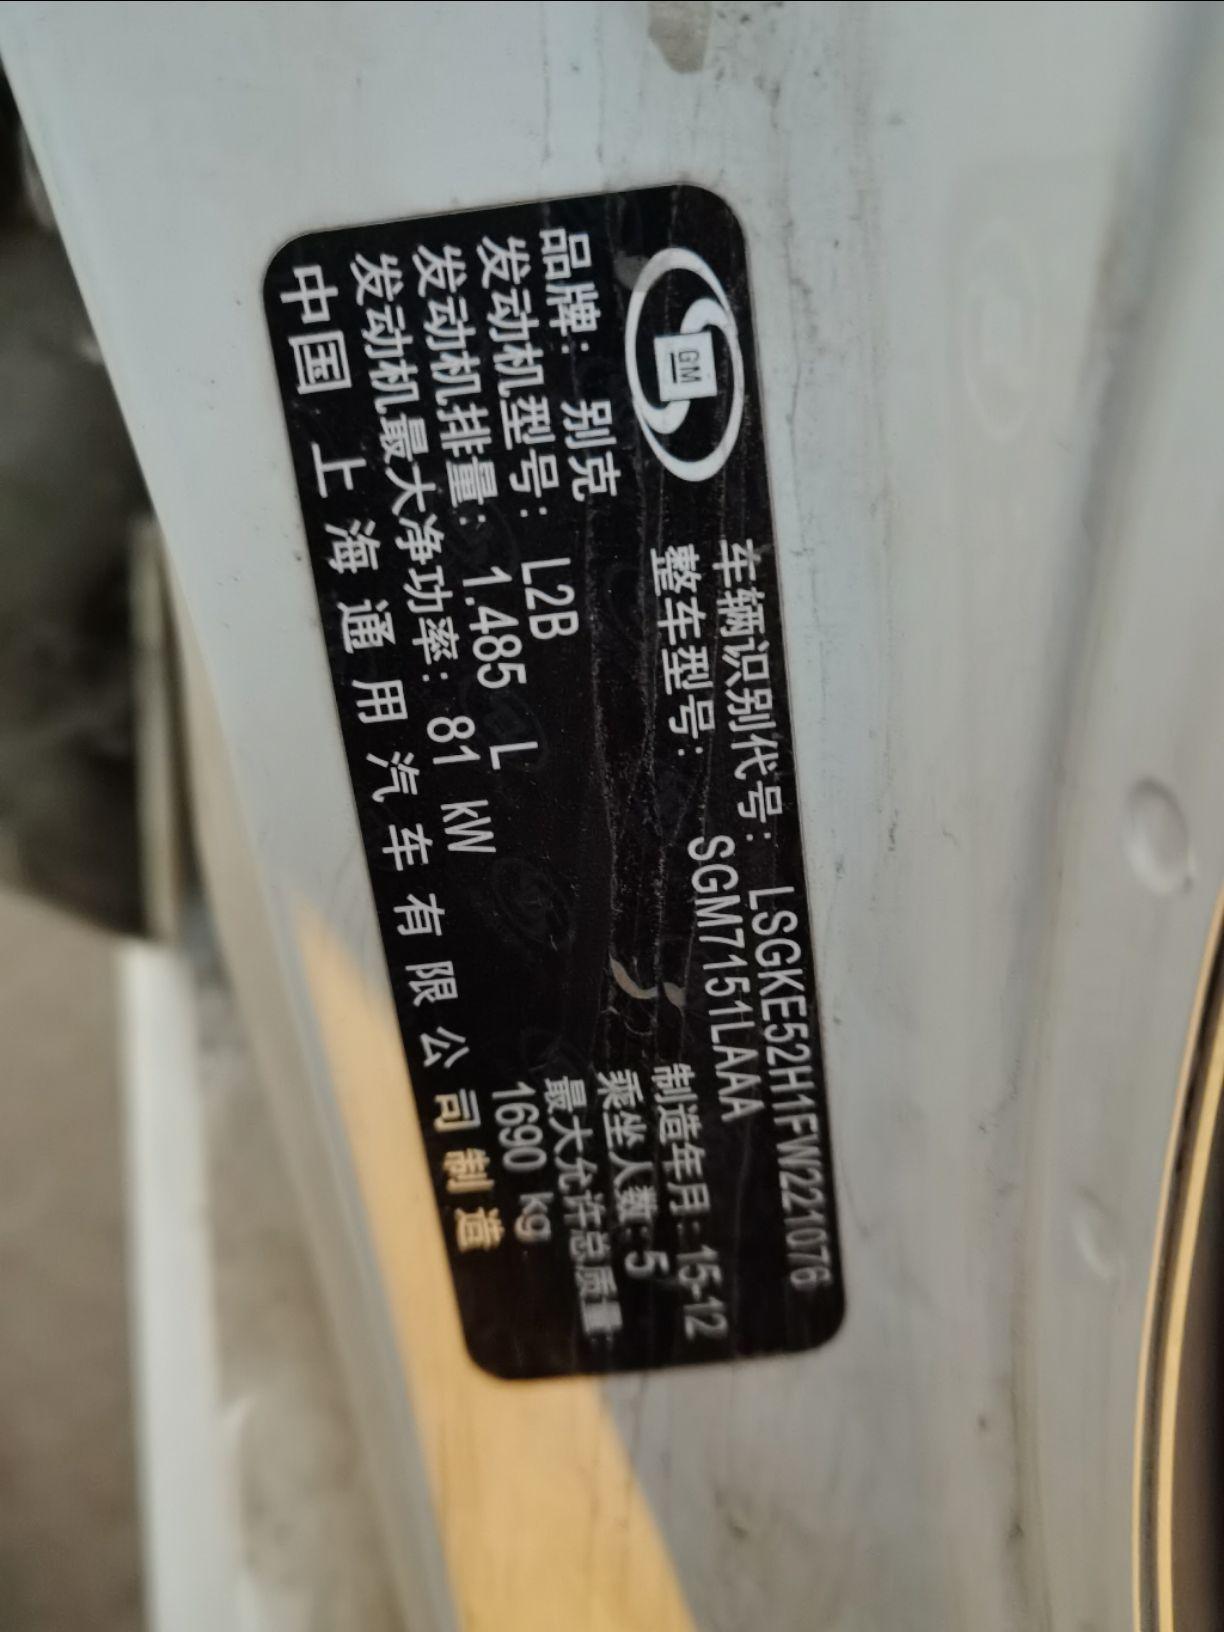 GM
车辆识别代号: LSGKE52H1FW221076
整车型号: SGM7151LAAA
品牌: 别克
制造年月: 15-12
发动机型号: L2B
乘坐人数: 5
发动机排量: 1.485 L
最大允许总质量:
发动机最大净功率: 81 kW
1690 kg
中国 上海通用汽车有限公司制造